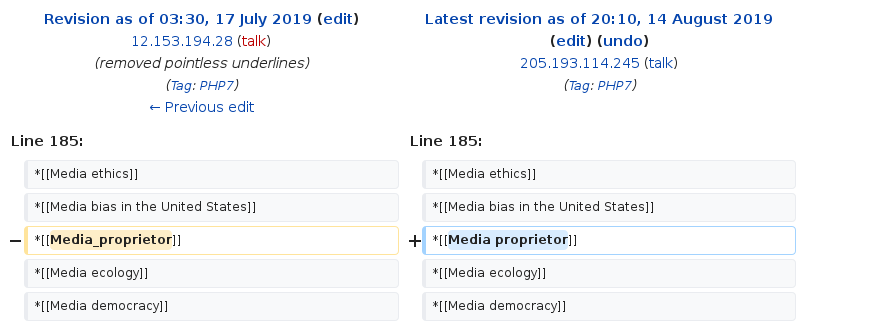 Revision as of 03:30, 17 July 2019 (edit)
12.153.194.28 (talk)
(removed pointless underlines)
(Tag: PHP7)
← Previous edit
Latest revision as of 20:10, 14 August 2019
(edit) (undo)
205.193.114.245 (talk)
(Tag: PHP7)
Line 185:
Line 185:
*[[Media ethics]]
*[[Media ethics]]
*[[Media bias in the United States]]
*[[Media bias in the United States]]
− *[[Media_proprietor]]
+ *[[Media proprietor]]
*[[Media ecology]]
*[[Media ecology]]
*[[Media democracy]]
*[[Media democracy]]